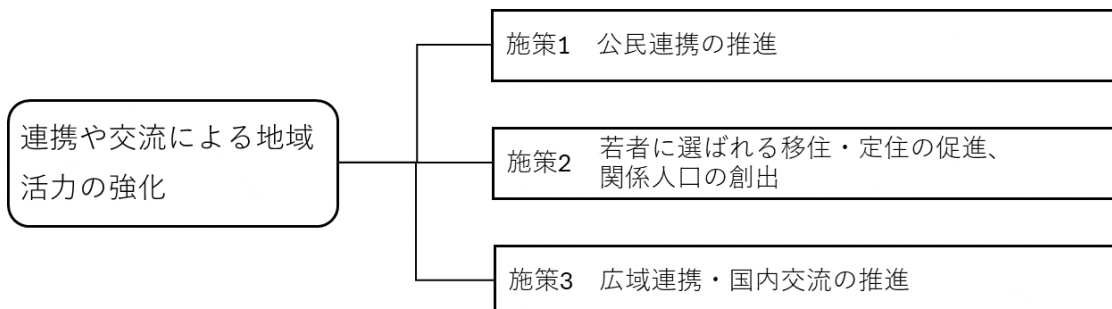 連携や交流による地域
活力の強化
施策1　公民連携の推進
施策2　若者に選ばれる移住・定住の促進、
関係人口の創出
施策3　広域連携・国内交流の推進